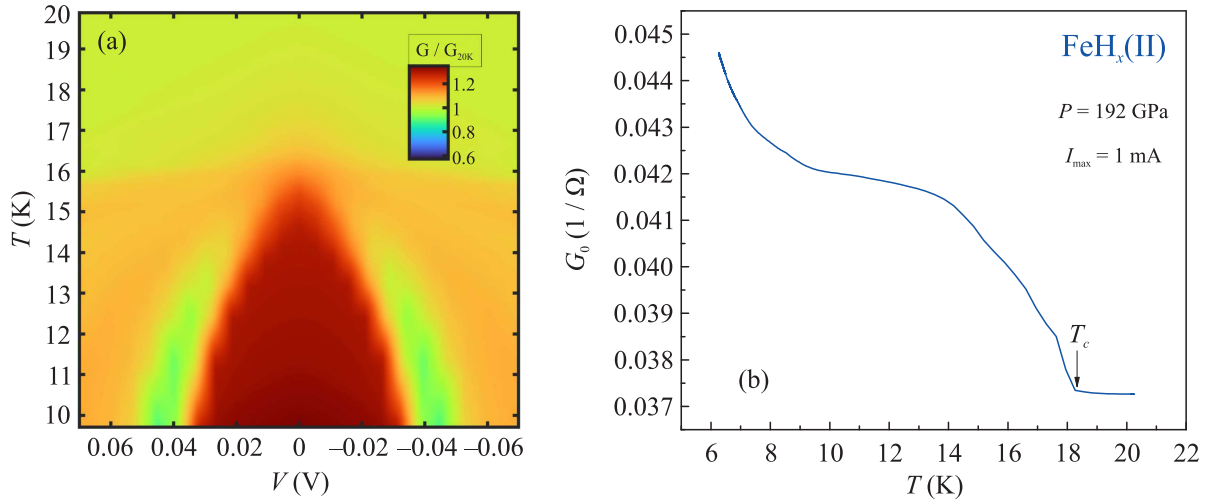 (a)
G / G20K
1.2
1
0.8
0.6
20
19
18
17
16
15
14
13
12
11
10
T (K)
0.06 0.04 0.02 0 −0.02 −0.04 −0.06
V (V)
0.045
0.044
0.043
0.042
0.041
0.040
0.039
0.038
0.037
G0 (1 / Ω)
FeHx(II)
P = 192 GPa
Imax = 1 mA
Tc
(b)
6 8 10 12 14 16 18 20 22
T (K)